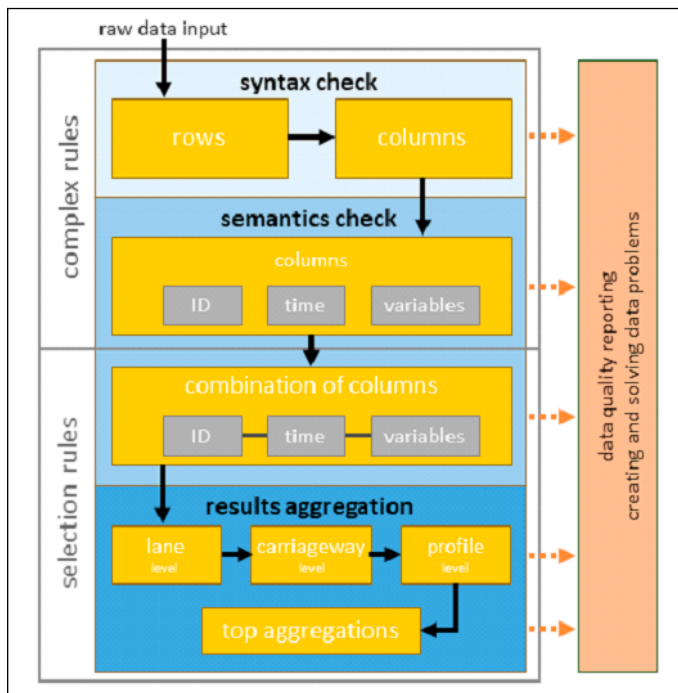 raw data input
complex rules
syntax check
rows
columns
semantics check
columns
ID
time
variables
selection rules
combination of columns
ID
time
variables
results aggregation
lane
level
carriageway
level
profile
level
top aggregations
data quality reporting
creating and solving data problems